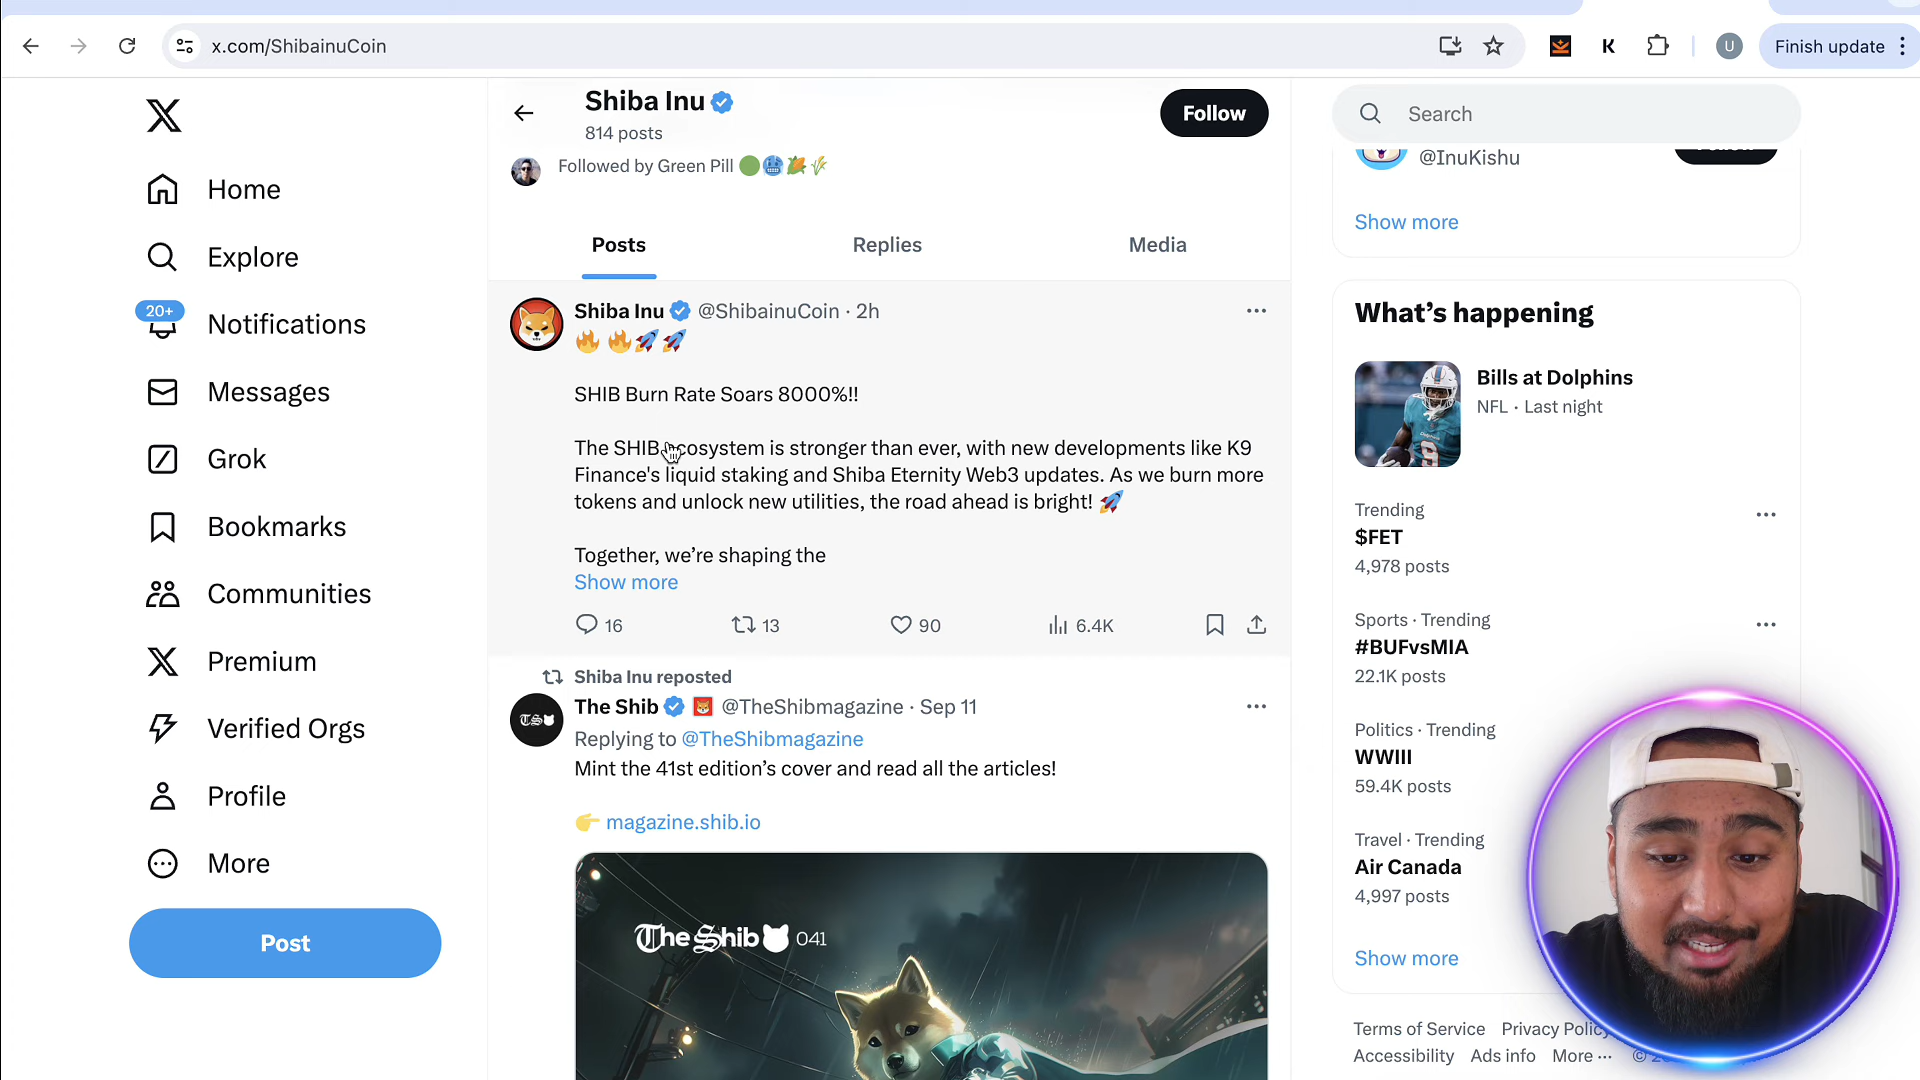 x.com/ShibainuCoin
K
U
Finish update
Home
Explore
20+
Notifications
Messages
Grok
Bookmarks
Communities
Premium
Verified Orgs
Profile
More
Post
Shiba Inu
814 posts
Follow
Followed by Green Pill
Posts
Replies
Media
Shiba Inu @ShibainuCoin · 2h
SHIB Burn Rate Soars 8000%!!
The SHIB ecosystem is stronger than ever, with new developments like K9
Finance's liquid staking and Shiba Eternity Web3 updates. As we burn more
tokens and unlock new utilities, the road ahead is bright!
Together, we’re shaping the
Show more
16
13
90
6.4K
Shiba Inu reposted
The Shib @TheShibmagazine · Sep 11
Replying to @TheShibmagazine
Mint the 41st edition’s cover and read all the articles!
magazine.shib.io
The Shib 041
Search
@InuKishu
Show more
What’s happening
Bills at Dolphins
NFL · Last night
Trending
$FET
4,978 posts
Sports · Trending
#BUFvsMIA
22.1K posts
Politics · Trending
WWIII
59.4K posts
Travel · Trending
Air Canada
4,997 posts
Show more
Terms of Service Privacy Policy
Accessibility Ads info More ···